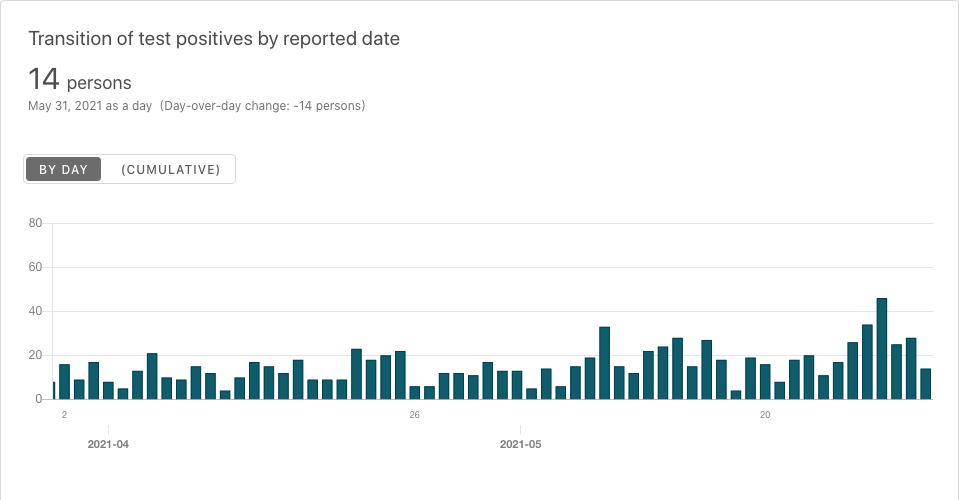 Transition of test positives by reported date
14 persons
May 31, 2021 as a day (Day-over-day change: -14 persons)
BY DAY (CUMULATIVE)
80
60
40
20
0
2 26 20
2021-04 2021-05